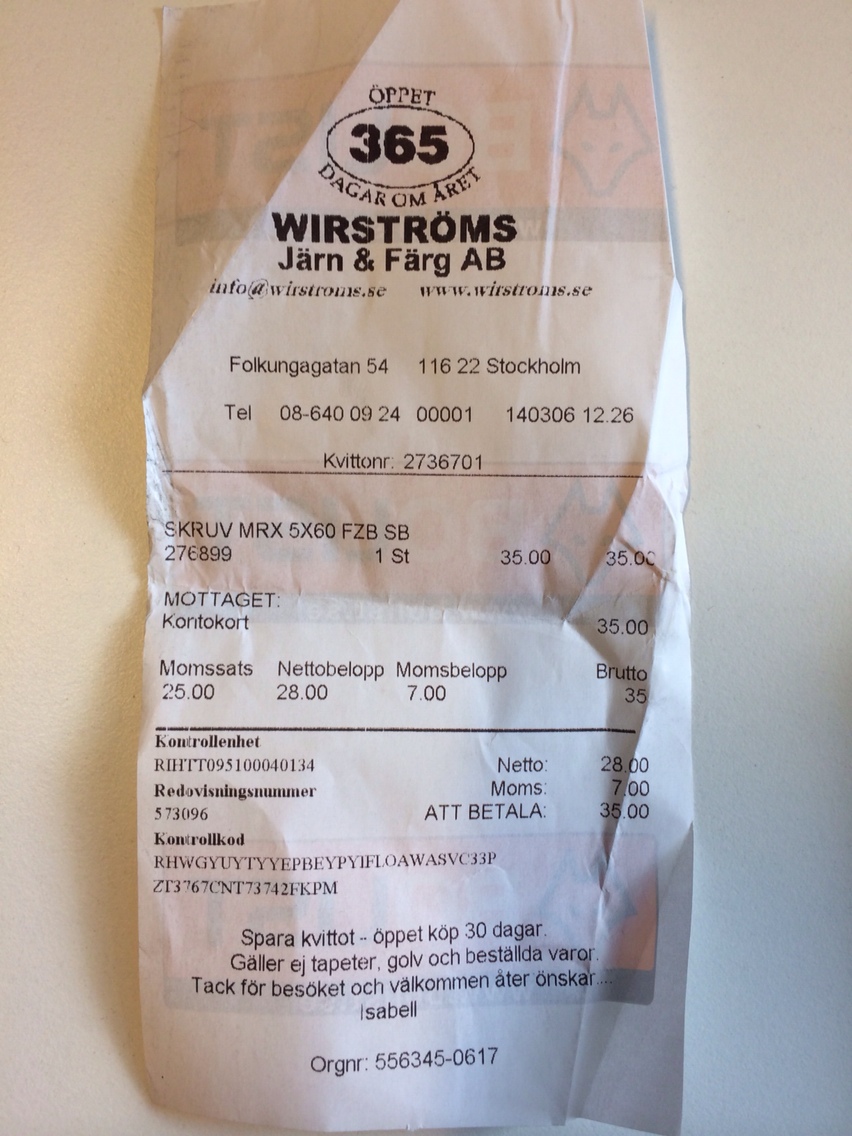 ÖPPET
365
DAGAR OM ÅRET
WIRSTRÖMS
Järn & Färg AB
info@wirstroms.se www.wirstroms.se
Folkungagatan 54 116 22 Stockholm
Tel 08-640 09 24 00001 140306 12.26
Kvittonr: 2736701
SKRUV MRX 5X60 FZB SB
276899 1 St 35.00 35.00
MOTTAGET:
Kontokort 35.00
Momssats Nettobelopp Momsbelopp Brutto
25.00 28.00 7.00 35
Kontrollenhet
RIHTT095100040134 Netto: 28.00
Redovisningsnummer Moms: 7.00
573096 ATT BETALA: 35.00
Kontrollkod
RHWGYUYTYYEPBEYPYIFLOAWASVC33P
ZT3767CNT73742FKPM
Spara kvittot - öppet köp 30 dagar.
Gäller ej tapeter, golv och beställda varor.
Tack för besöket och välkommen åter önskar....
Isabell
Orgnr: 556345-0617